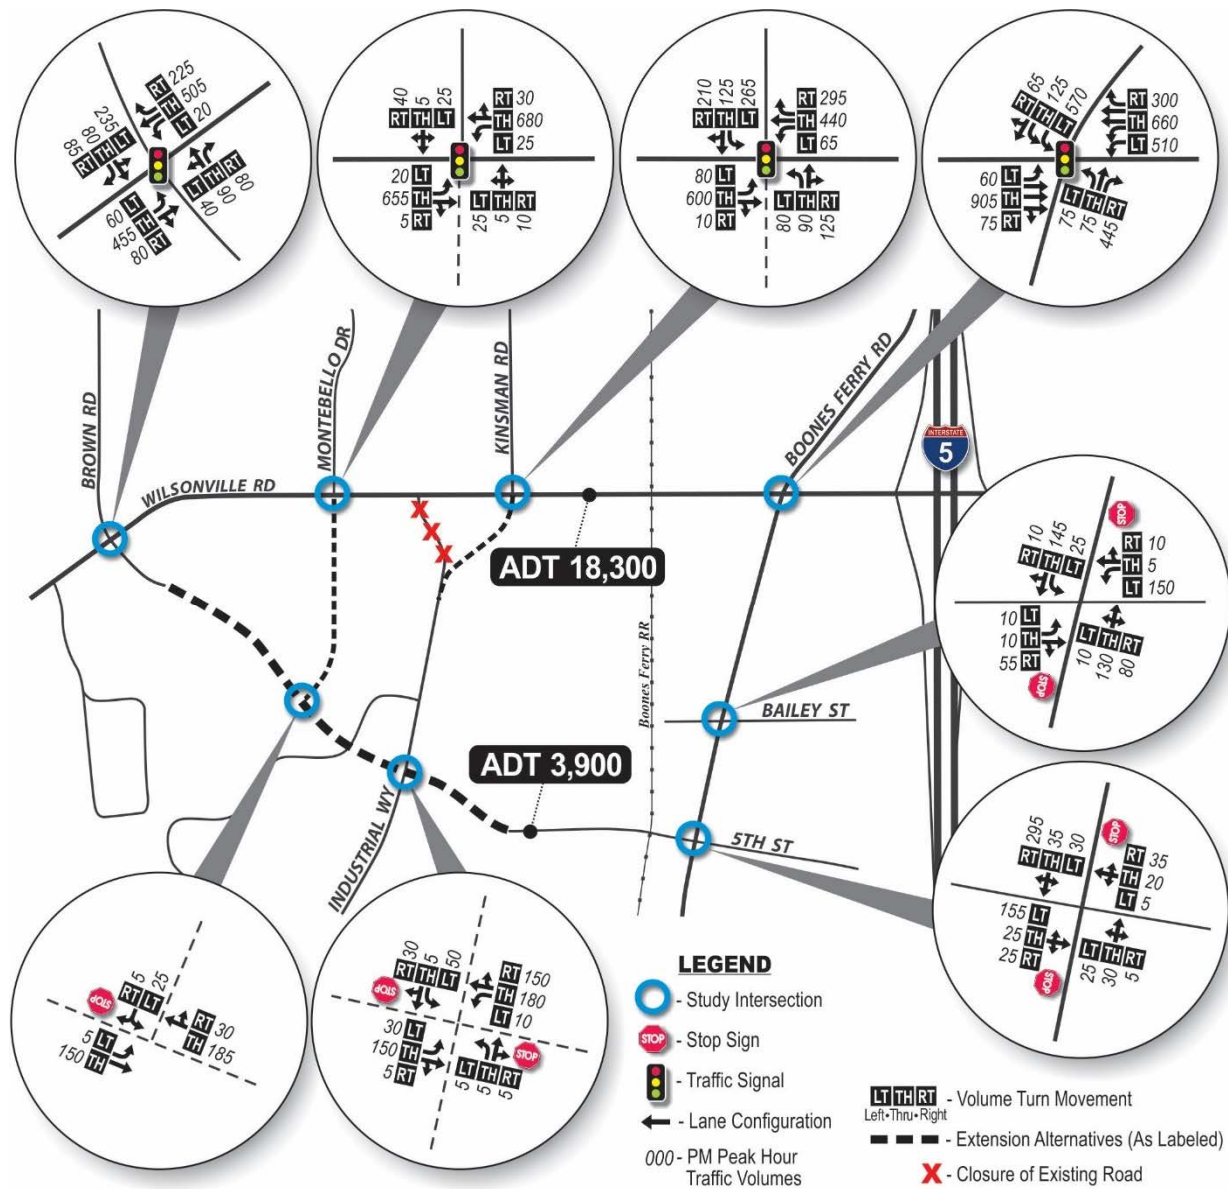 RT 225
TH 505
LT 20
85 80 235
RT TH LT
60 LT
455 TH
80 RT
LT TH RT
40 90 80
40 5 25
RT TH LT
RT 30
TH 680
LT 25
20 LT
655 TH
5 RT
LT TH RT
25 5 10
210 125 265
RT TH LT
RT 295
TH 440
LT 65
80 LT
600 TH
10 RT
LT TH RT
80 90 125
65 125 570
RT TH LT
RT 300
TH 660
LT 510
60 LT
905 TH
75 RT
LT TH RT
75 75 445
BROWN RD
WILSONVILLE RD
MONTEBELLO DR
KINSMAN RD
BOONES FERRY RD
INTERSTATE
5
X
X
X
ADT 18,300
Boones Ferry RR
BAILEY ST
ADT 3,900
INDUSTRIAL WY
5TH ST
STOP
10 145 25
RT TH LT
RT 10
TH 5
LT 150
10 LT
10 TH
55 RT
LT TH RT
10 130 80
STOP
STOP
295 35 30
RT TH LT
RT 35
TH 20
LT 5
155 LT
25 TH
25 RT
LT TH RT
25 30 5
STOP
STOP
5 25
RT LT
RT 30
TH 185
5 LT
150 TH
STOP
30 5 50
RT TH LT
RT 150
TH 180
LT 10
30 LT
150 TH
5 RT
LT TH RT
5 5 5
STOP
LEGEND
- Study Intersection
STOP - Stop Sign
- Traffic Signal
- Lane Configuration
000 - PM Peak Hour
Traffic Volumes
LT TH RT - Volume Turn Movement
Left•Thru•Right
- Extension Alternatives (As Labeled)
X - Closure of Existing Road